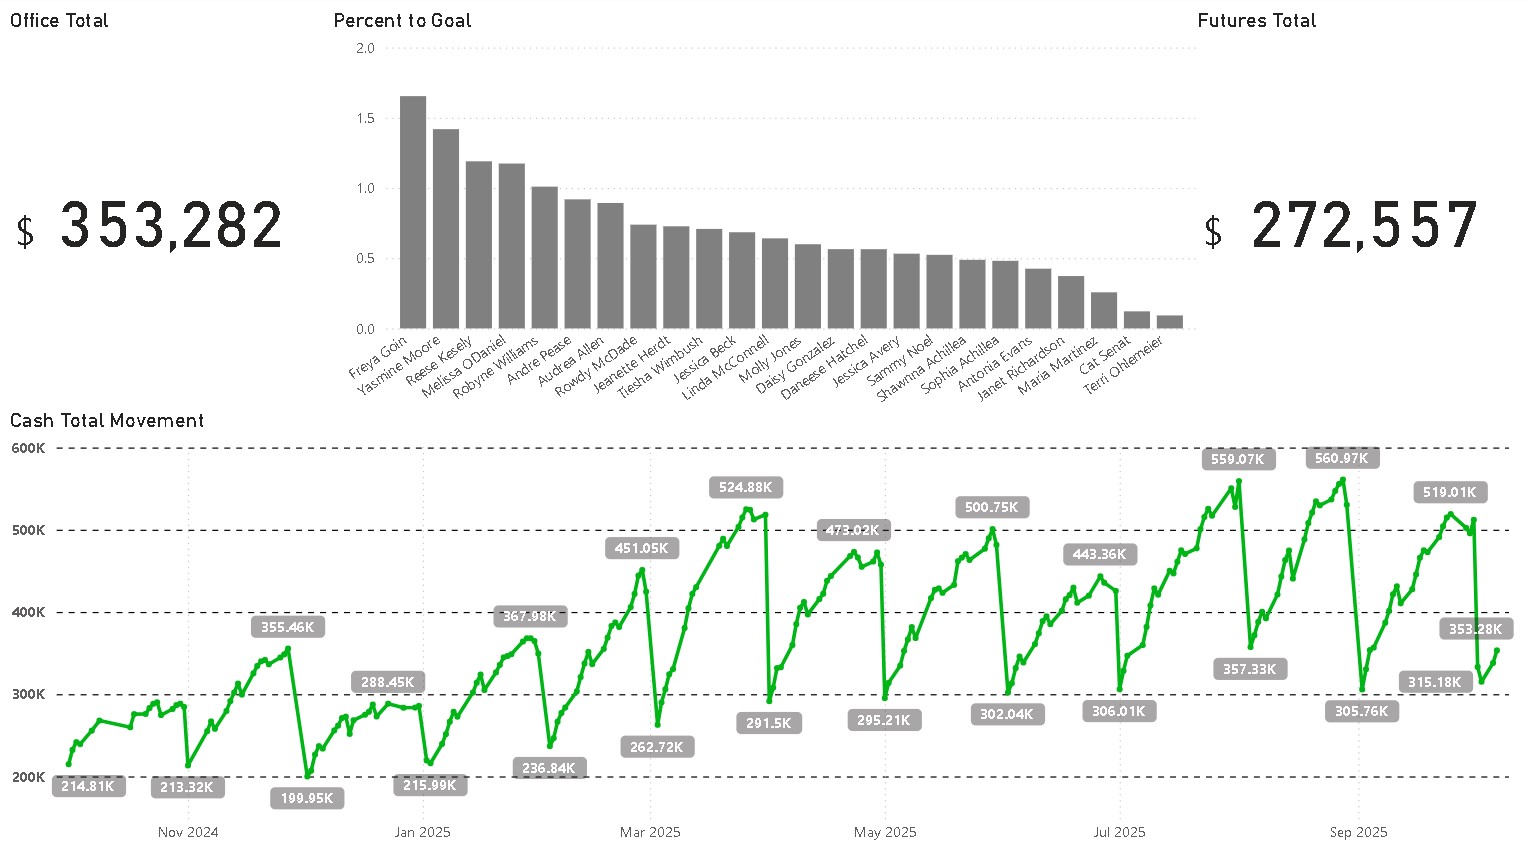 Office Total
Percent to Goal
Futures Total
2.0
1.5
1.0
0.5
0.0
$ 353,282
$ 272,557
Freya Goin
Yasmine Moore
Reese Kesely
Melissa ODaniel
Robyne Williams
Andre Pease
Audrea Allen
Rowdy McDade
Jeanette Herdt
Tiesha Wimbush
Jessica Beck
Linda McConnell
Molly Jones
Daisy Gonzalez
Daneese Hatchel
Jessica Avery
Sammy Noel
Shawnna Achillea
Sophia Achillea
Antonia Evans
Janet Richardson
Maria Martinez
Cat Senat
Terri Ohlemeier
Cash Total Movement
600K
500K
400K
300K
200K
214.81K
213.32K
355.46K
199.95K
288.45K
215.99K
367.98K
236.84K
451.05K
262.72K
524.88K
291.5K
473.02K
295.21K
500.75K
302.04K
443.36K
306.01K
559.07K
357.33K
560.97K
305.76K
519.01K
315.18K
353.28K
Nov 2024
Jan 2025
Mar 2025
May 2025
Jul 2025
Sep 2025